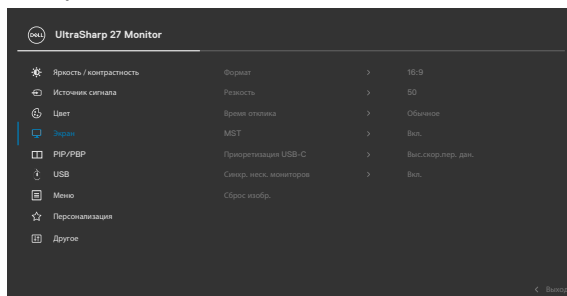 DELL UltraSharp 27 Monitor
Яркость / контрастность Формат > 16:9
Источник сигнала Резкость > 50
Цвет Время отклика > Обычное
Экран MST > Вкл.
PIP/PBP Приоретизация USB-C > Выс.скор.пер. дан.
USB Синхр. неск. мониторов > Вкл.
Меню Сброс изобр.
Персонализация
Другое
< Выход